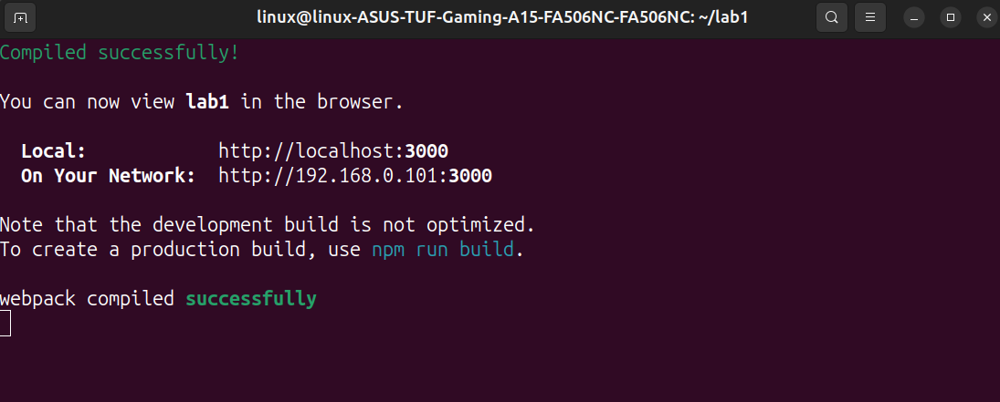 linux@linux-ASUS-TUF-Gaming-A15-FA506NC-FA506NC: ~/lab1
Compiled successfully!
You can now view lab1 in the browser.
Local: http://localhost:3000
On Your Network: http://192.168.0.101:3000
Note that the development build is not optimized.
To create a production build, use npm run build.
webpack compiled successfully